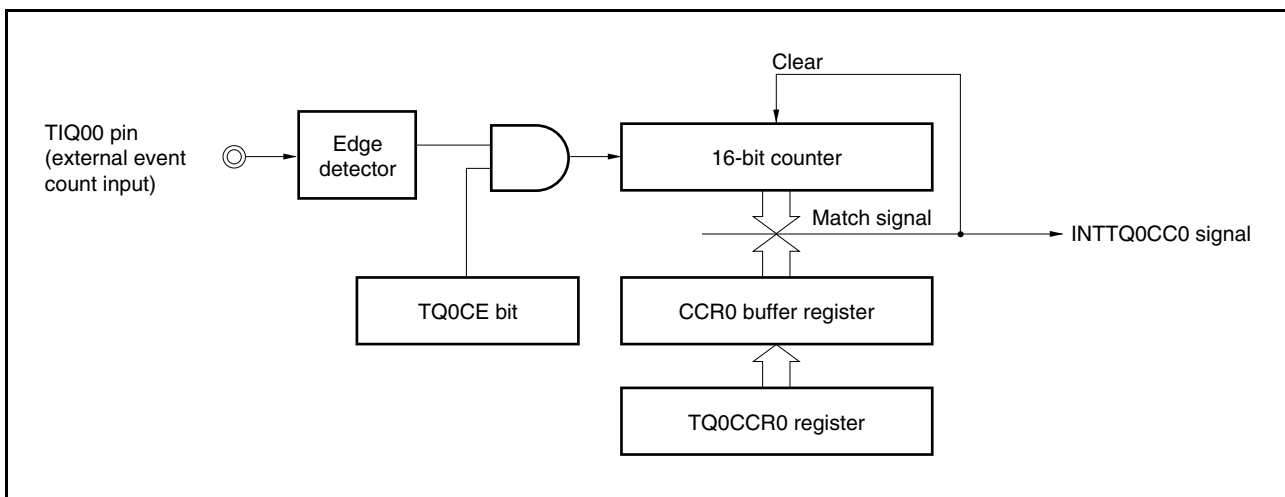 Clear
TIQ00 pin
(external event
count input)
Edge
detector
16-bit counter
Match signal
INTTQ0CC0 signal
TQ0CE bit
CCR0 buffer register
TQ0CCR0 register